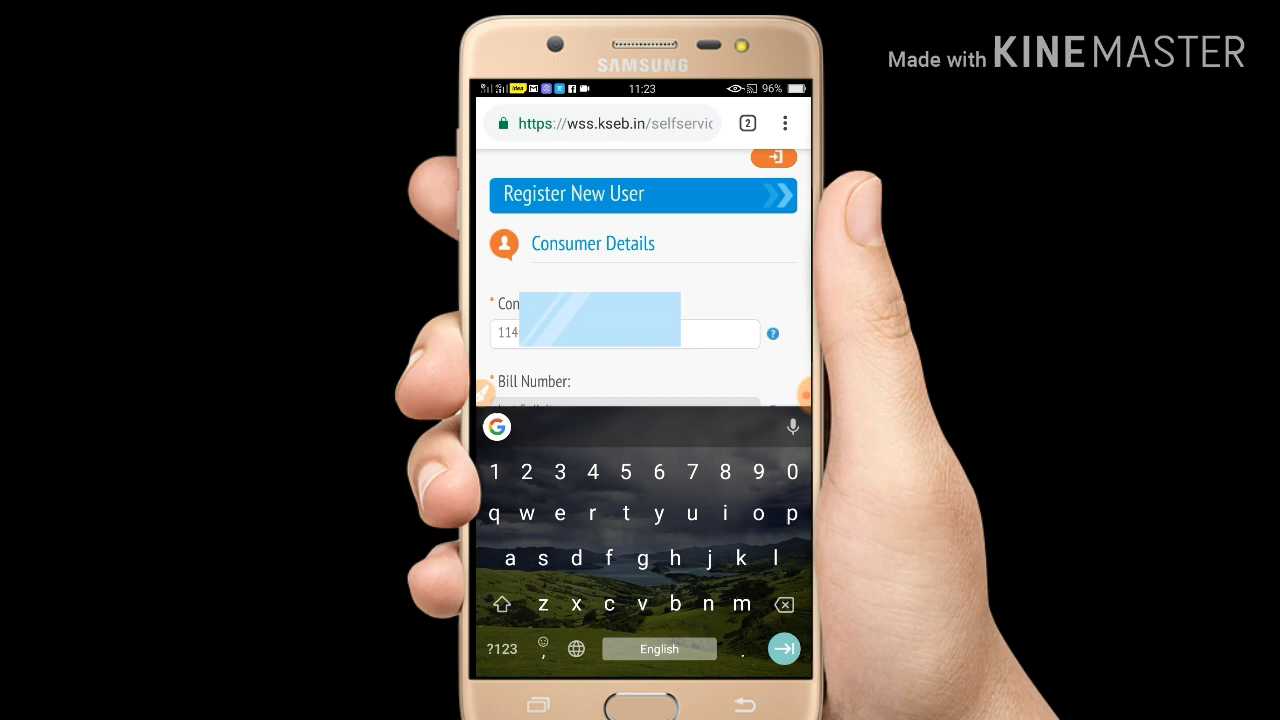 Made with KINEMASTER
SAMSUNG
idea 11:23 96%
https://wss.kseb.in/selfservic 2
Register New User
Consumer Details
* Con
114
* Bill Number:
1 2 3 4 5 6 7 8 9 0
q w e r t y u i o p
a s d f g h j k l
z x c v b n m
?123 , English .